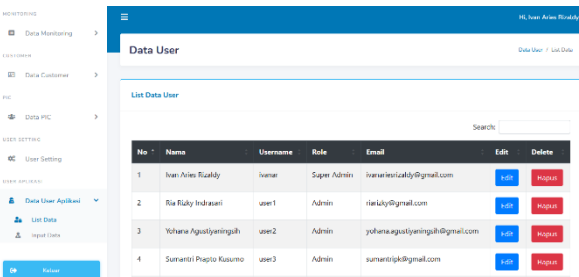 MONITORING
Data Monitoring
CUSTOMER
Data Customer
PIC
Data PIC
USER SETTING
User Setting
USER APLIKASI
Data User Aplikasi
List Data
Input Data
Keluar
Hi, Ivan Aries Rizaldy
Data User
Data User / List Data
List Data User
Search:
No Nama Username Role Email Edit Delete
1 Ivan Aries Rizaldy ivanar Super Admin ivanariesrizaldy@gmail.com Edit Hapus
2 Ria Rizky Indrasari user1 Admin riarizky@gmail.com Edit Hapus
3 Yohana Agustiyaningsih user2 Admin yohana.agustiyaningsih@gmail.com Edit Hapus
4 Sumantri Prapto Kusumo user3 Admin sumantripk@gmail.com Edit Hapus